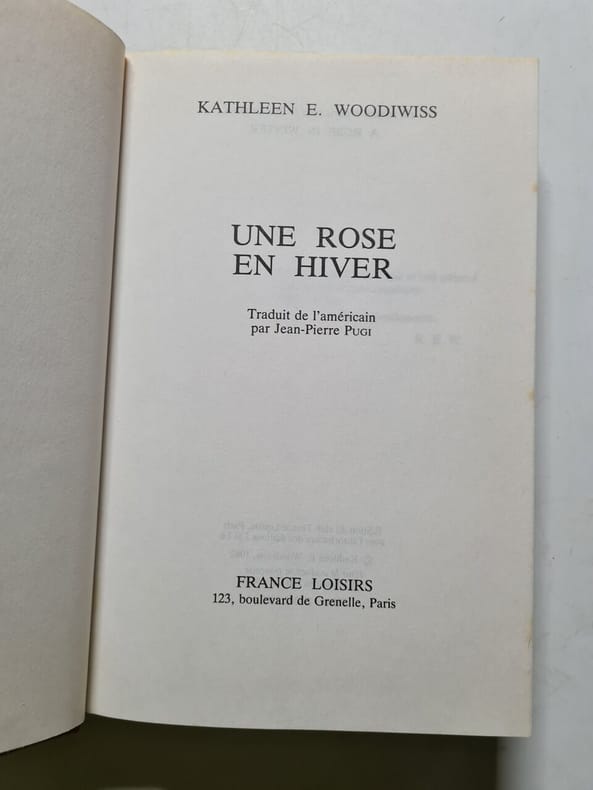 KATHLEEN E. WOODIWISS
UNE ROSE
EN HIVER
Traduit de l'américain
par Jean-Pierre PUGI
FRANCE LOISIRS
123, boulevard de Grenelle, Paris